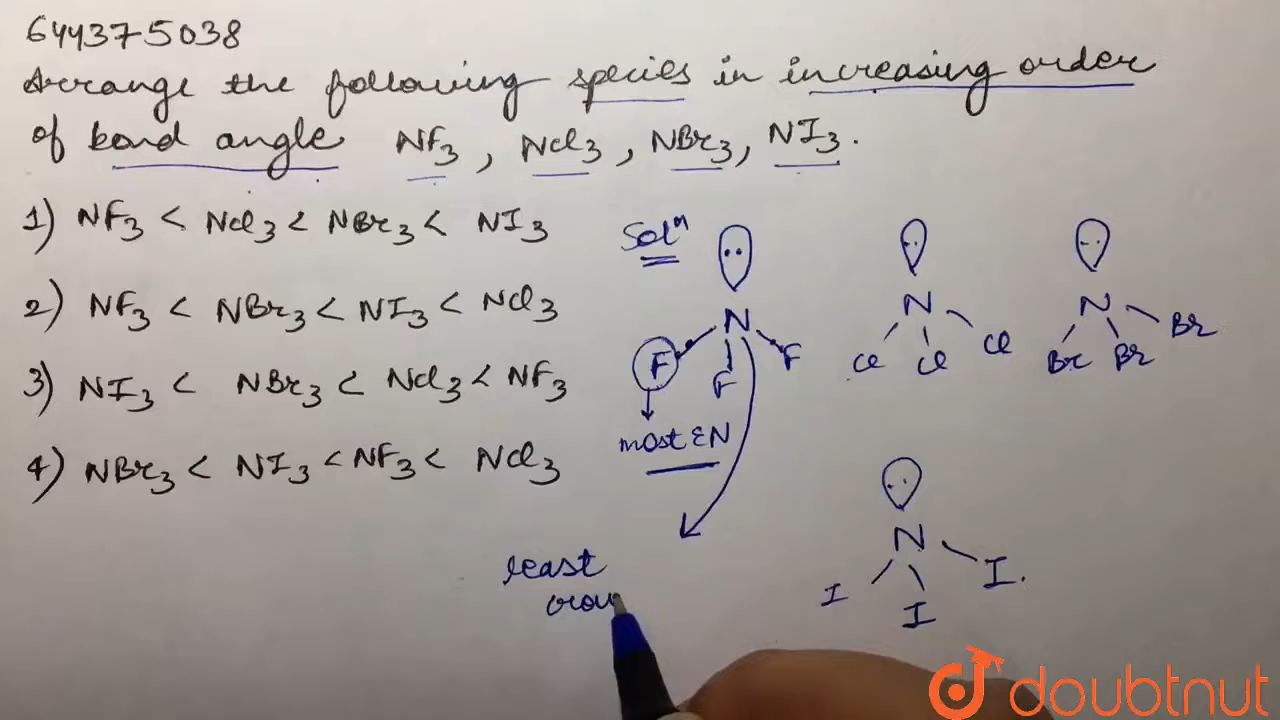 644375038
Arrange the following species in increasing order
of bond angle NF3, NCl3, NBr3, NI3.
1) NF3 < NCl3 < NBr3 < NI3
2) NF3 < NBr3 < NI3 < NCl3
3) NI3 < NBr3 < NCl3 < NF3
4) NBr3 < NI3 < NF3 < NCl3
Solⁿ
N
F F F
most EN
N
Cl Cl Cl
N
Br Br Br
least
crow
N
I I I.
doubtnut